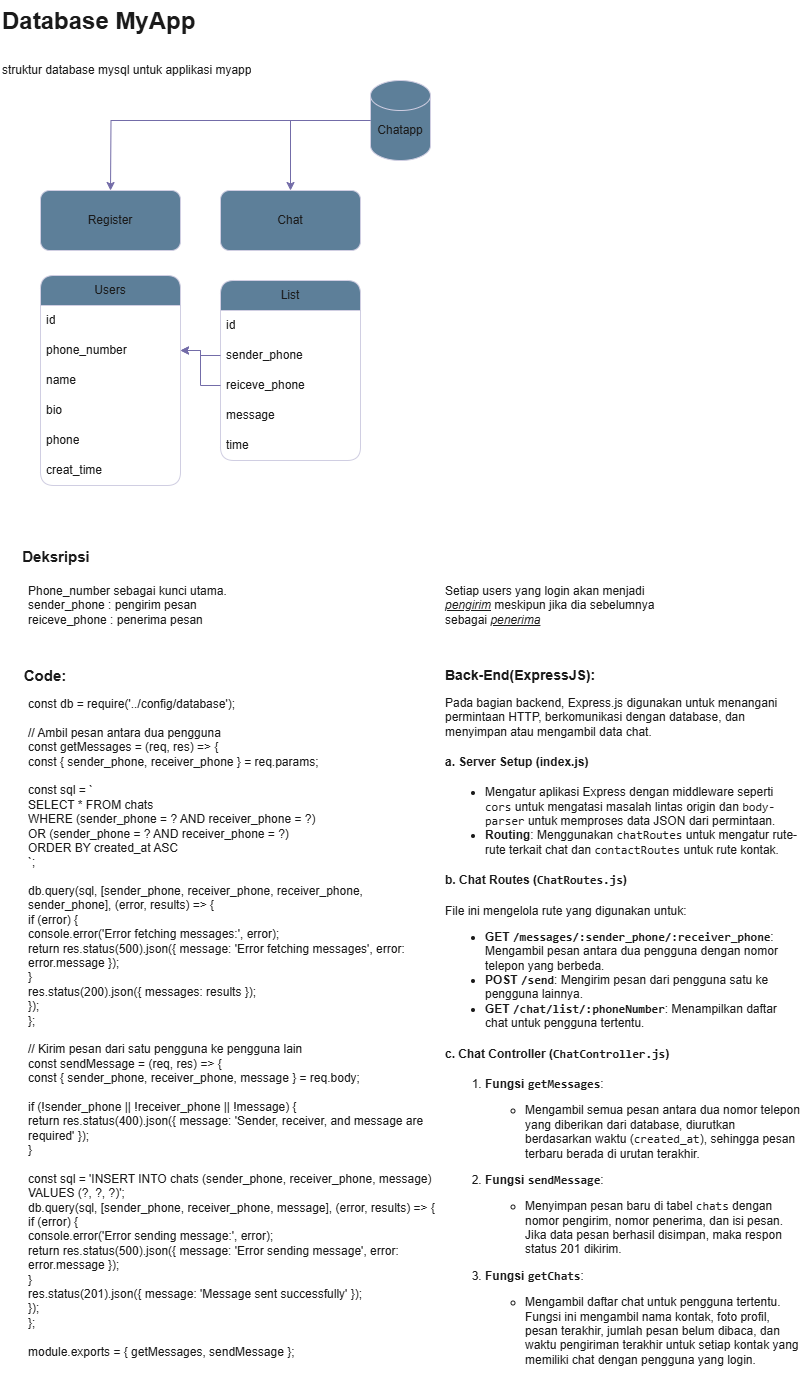 Database MyApp
struktur database mysql untuk applikasi myapp
Chatapp
Register
Chat
Users
id
phone_number
name
bio
phone
creat_time
List
id
sender_phone
reiceve_phone
message
time
Deksripsi
Phone_number sebagai kunci utama.
sender_phone : pengirim pesan
reiceve_phone : penerima pesan
Setiap users yang login akan menjadi
pengirim meskipun jika dia sebelumnya
sebagai penerima
Code:
const db = require('../config/database');
// Ambil pesan antara dua pengguna
const getMessages = (req, res) => {
const { sender_phone, receiver_phone } = req.params;
const sql = `
SELECT * FROM chats
WHERE (sender_phone = ? AND receiver_phone = ?)
OR (sender_phone = ? AND receiver_phone = ?)
ORDER BY created_at ASC
`;
db.query(sql, [sender_phone, receiver_phone, receiver_phone,
sender_phone], (error, results) => {
if (error) {
console.error('Error fetching messages:', error);
return res.status(500).json({ message: 'Error fetching messages', error:
error.message });
}
res.status(200).json({ messages: results });
});
};
// Kirim pesan dari satu pengguna ke pengguna lain
const sendMessage = (req, res) => {
const { sender_phone, receiver_phone, message } = req.body;
if (!sender_phone || !receiver_phone || !message) {
return res.status(400).json({ message: 'Sender, receiver, and message are
required' });
}
const sql = 'INSERT INTO chats (sender_phone, receiver_phone, message)
VALUES (?, ?, ?)';
db.query(sql, [sender_phone, receiver_phone, message], (error, results) => {
if (error) {
console.error('Error sending message:', error);
return res.status(500).json({ message: 'Error sending message', error:
error.message });
}
res.status(201).json({ message: 'Message sent successfully' });
});
};
module.exports = { getMessages, sendMessage };
Back-End(ExpressJS):
Pada bagian backend, Express.js digunakan untuk menangani
permintaan HTTP, berkomunikasi dengan database, dan
menyimpan atau mengambil data chat.
a. Server Setup (index.js)
• Mengatur aplikasi Express dengan middleware seperti
cors untuk mengatasi masalah lintas origin dan body-
parser untuk memproses data JSON dari permintaan.
• Routing: Menggunakan chatRoutes untuk mengatur rute-
rute terkait chat dan contactRoutes untuk rute kontak.
b. Chat Routes (ChatRoutes.js)
File ini mengelola rute yang digunakan untuk:
• GET /messages/:sender_phone/:receiver_phone:
Mengambil pesan antara dua pengguna dengan nomor
telepon yang berbeda.
• POST /send: Mengirim pesan dari pengguna satu ke
pengguna lainnya.
• GET /chat/list/:phoneNumber: Menampilkan daftar
chat untuk pengguna tertentu.
c. Chat Controller (ChatController.js)
1. Fungsi getMessages:
◦ Mengambil semua pesan antara dua nomor telepon
yang diberikan dari database, diurutkan
berdasarkan waktu (created_at), sehingga pesan
terbaru berada di urutan terakhir.
2. Fungsi sendMessage:
◦ Menyimpan pesan baru di tabel chats dengan
nomor pengirim, nomor penerima, dan isi pesan.
Jika data pesan berhasil disimpan, maka respon
status 201 dikirim.
3. Fungsi getChats:
◦ Mengambil daftar chat untuk pengguna tertentu.
Fungsi ini mengambil nama kontak, foto profil,
pesan terakhir, jumlah pesan belum dibaca, dan
waktu pengiriman terakhir untuk setiap kontak yang
memiliki chat dengan pengguna yang login.